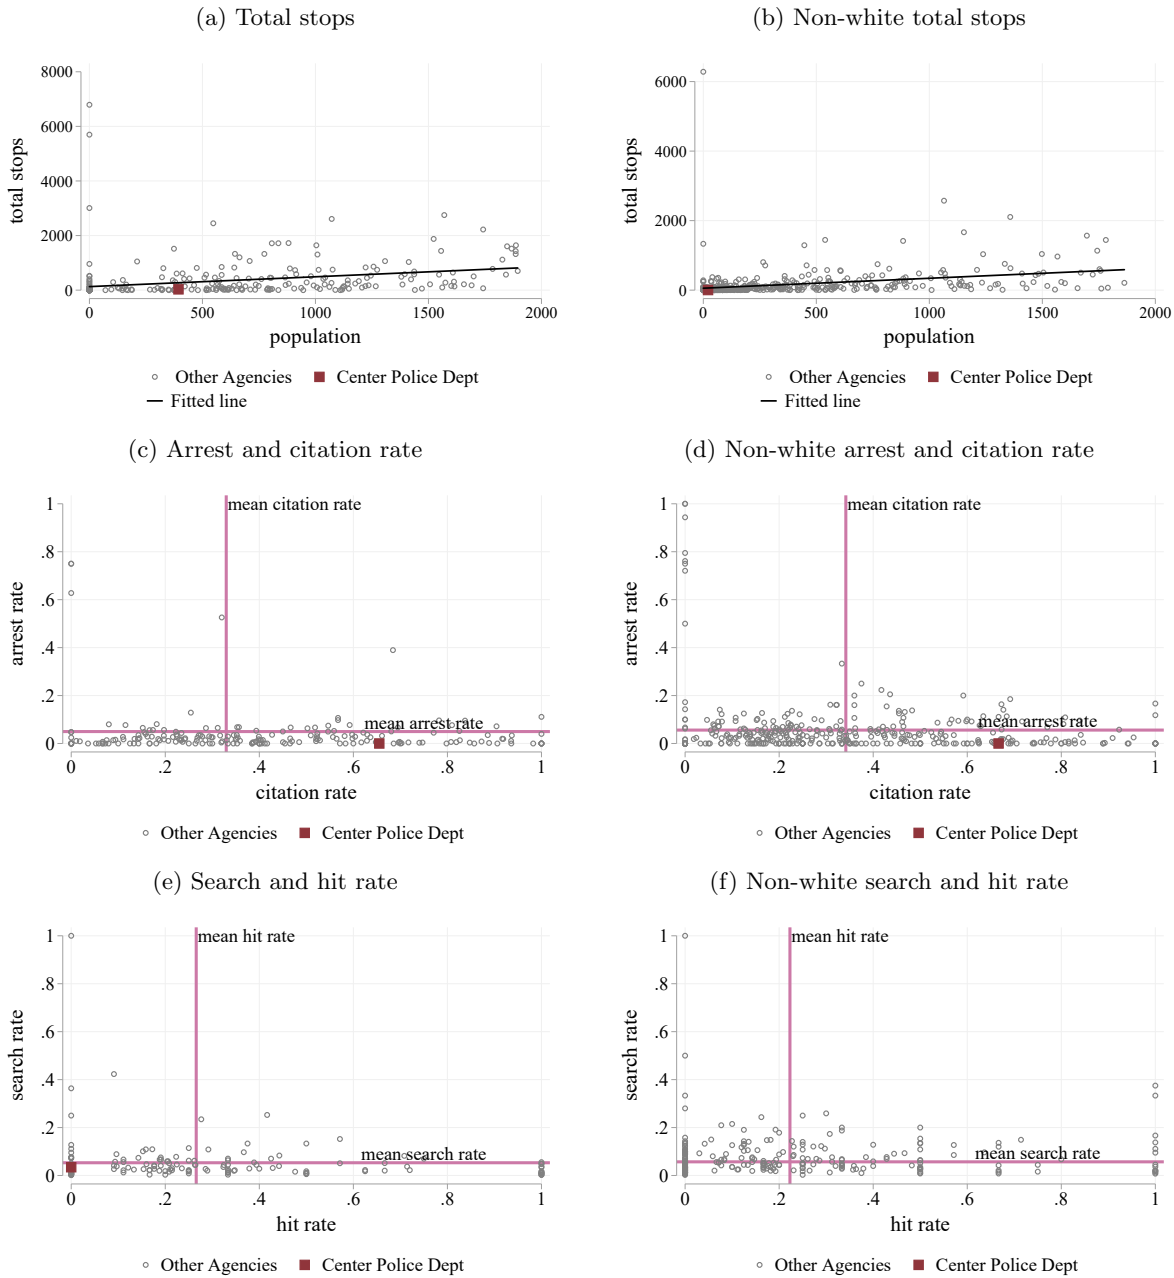 (a) Total stops
(b) Non-white total stops
8000
6000
4000
2000
0
total stops
0 500 1000 1500 2000
population
Other Agencies Center Police Dept
Fitted line
6000
4000
2000
0
total stops
0 500 1000 1500 2000
population
Other Agencies Center Police Dept
Fitted line
(c) Arrest and citation rate
(d) Non-white arrest and citation rate
1
.8
.6
.4
.2
0
arrest rate
mean citation rate
mean arrest rate
0 .2 .4 .6 .8 1
citation rate
Other Agencies Center Police Dept
1
.8
.6
.4
.2
0
arrest rate
mean citation rate
mean arrest rate
0 .2 .4 .6 .8 1
citation rate
Other Agencies Center Police Dept
(e) Search and hit rate
(f) Non-white search and hit rate
1
.8
.6
.4
.2
0
search rate
mean hit rate
mean search rate
0 .2 .4 .6 .8 1
hit rate
Other Agencies Center Police Dept
1
.8
.6
.4
.2
0
search rate
mean hit rate
mean search rate
0 .2 .4 .6 .8 1
hit rate
Other Agencies Center Police Dept